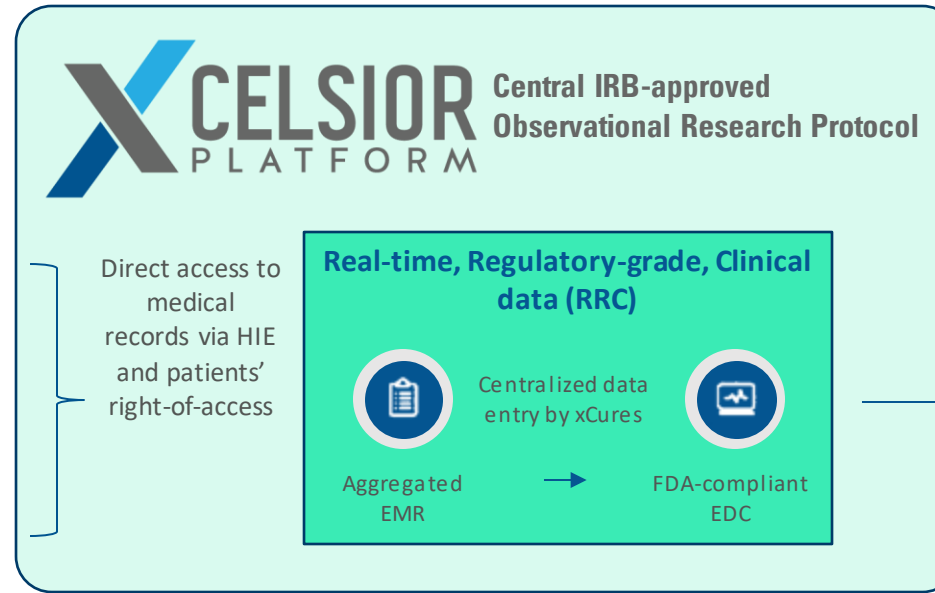 XCELSIOR
PLATFORM
Central IRB-approved
Observational Research Protocol
Direct access to
medical
records via HIE
and patients’
right-of-access
Real-time, Regulatory-grade, Clinical
data (RRC)
Centralized data
entry by xCures
Aggregated
EMR
FDA-compliant
EDC